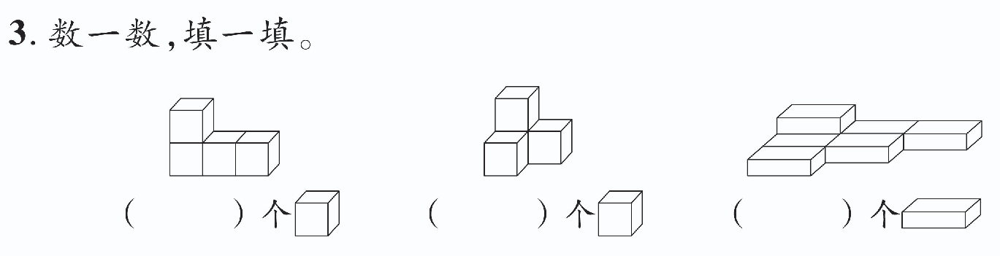 3. 数一数,填一填。
( )个 ( )个 ( )个